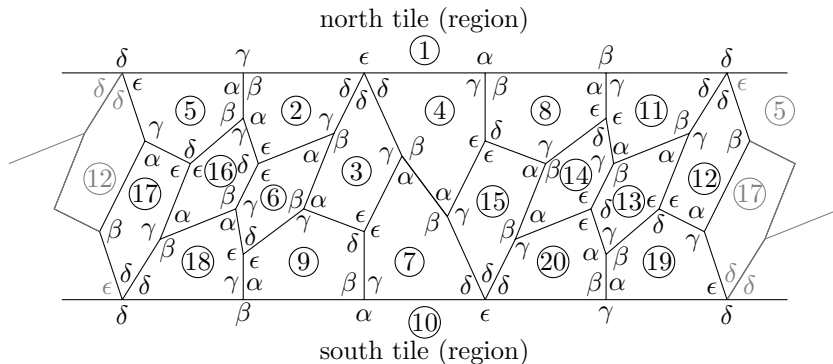 north tile (region)
δ γ ϵ ① α β δ
δ δ ϵ α β δ δ δ γ β α γ δ δ ϵ
⑤ β α ② ④ ⑧ ϵ ϵ ⑪ ⑤
γ γ γ β δ δ β γ β
α δ δ α γ β ϵ γ γ γ α α
⑫ ⑰ ϵ ϵ ⑯ ϵ ③ α α β ⑭ β ⑫ ⑰
α β ⑥ β α α ⑮ ϵ ⑬ ϵ ϵ α
β γ β α γ γ ϵ ϵ β γ α δ γ δ γ
⑱ ϵ δ ϵ ⑨ δ ⑦ δ ⑳ α γ β ⑲
ϵ δ δ γ α β γ δ δ δ β α ϵ δ δ δ
δ β α ⑩ ϵ γ δ
south tile (region)